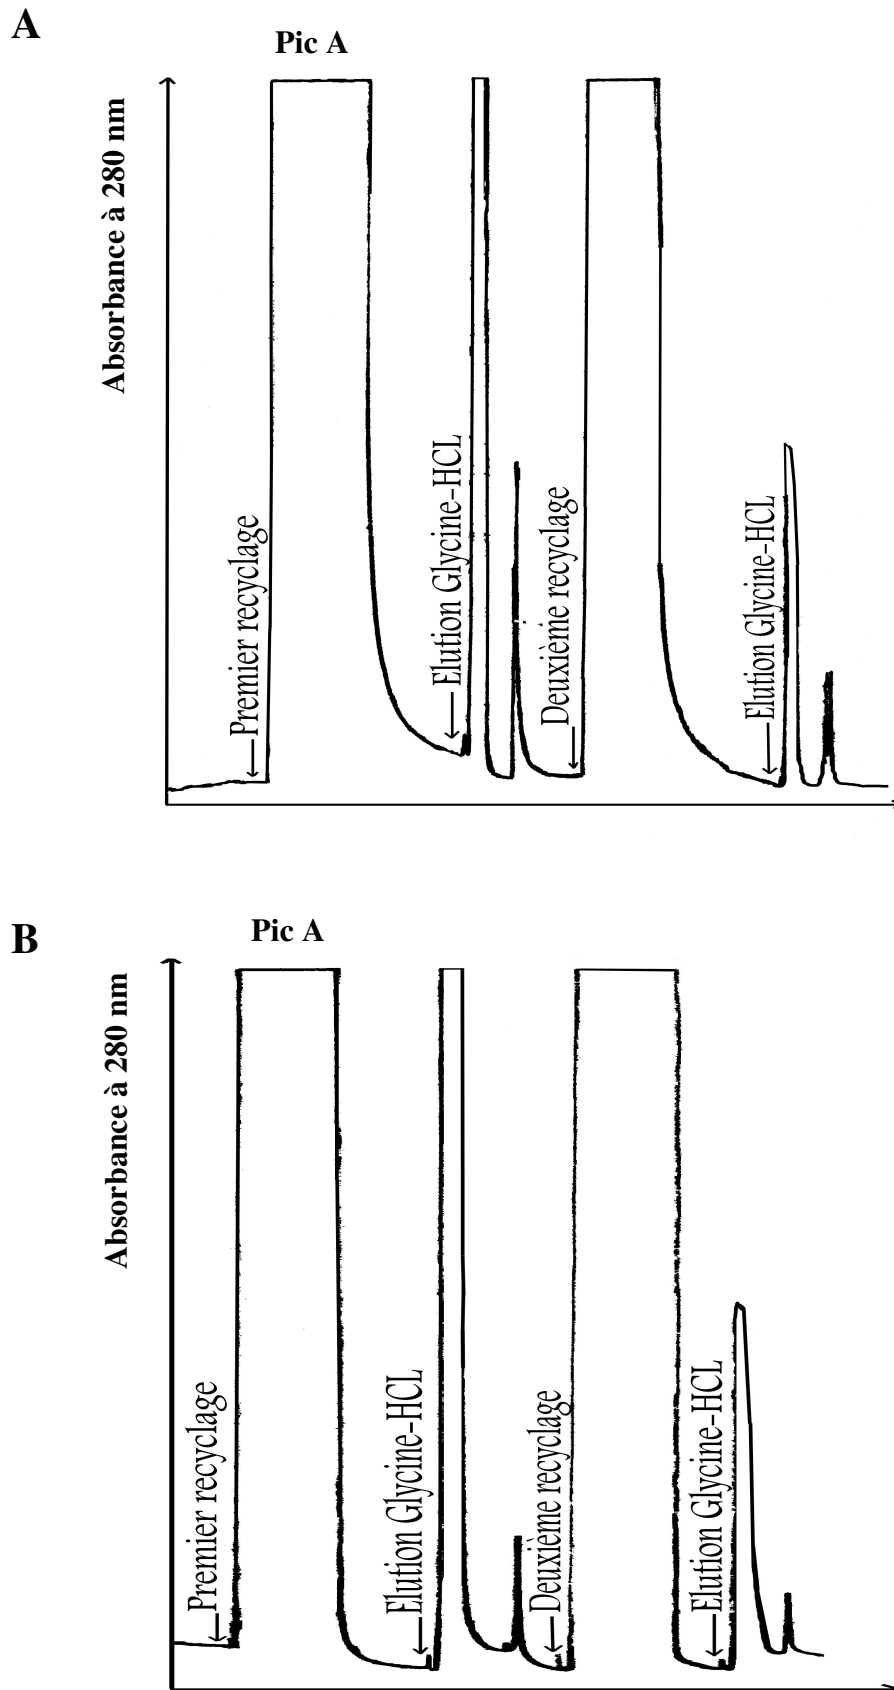 A
Pic A
Absorbance à 280 nm
Premier recyclage
Elution Glycine-HCL
Deuxième recyclage
Elution Glycine-HCL
B
Pic A
Absorbance à 280 nm
Premier recyclage
Elution Glycine-HCL
Deuxième recyclage
Elution Glycine-HCL